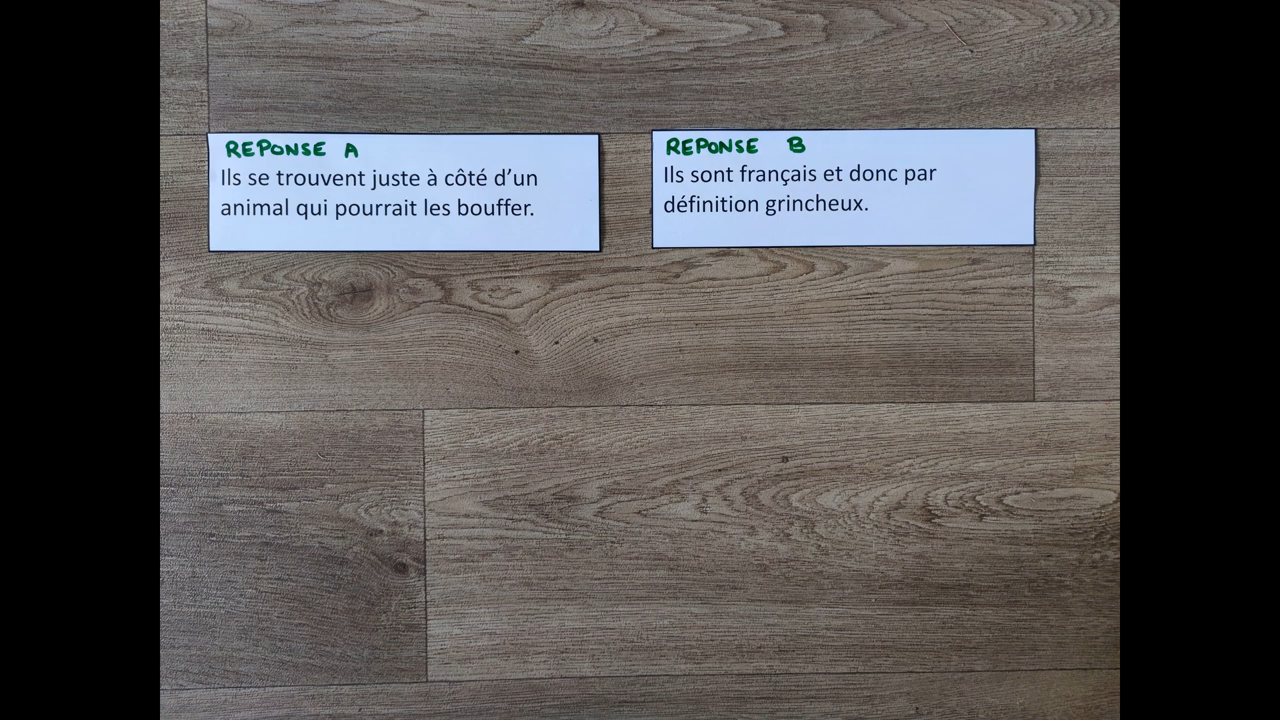 REPONSE A
Ils se trouvent juste à côté d’un
animal qui pourrait les bouffer.
REPONSE B
Ils sont français et donc par
définition grincheux.